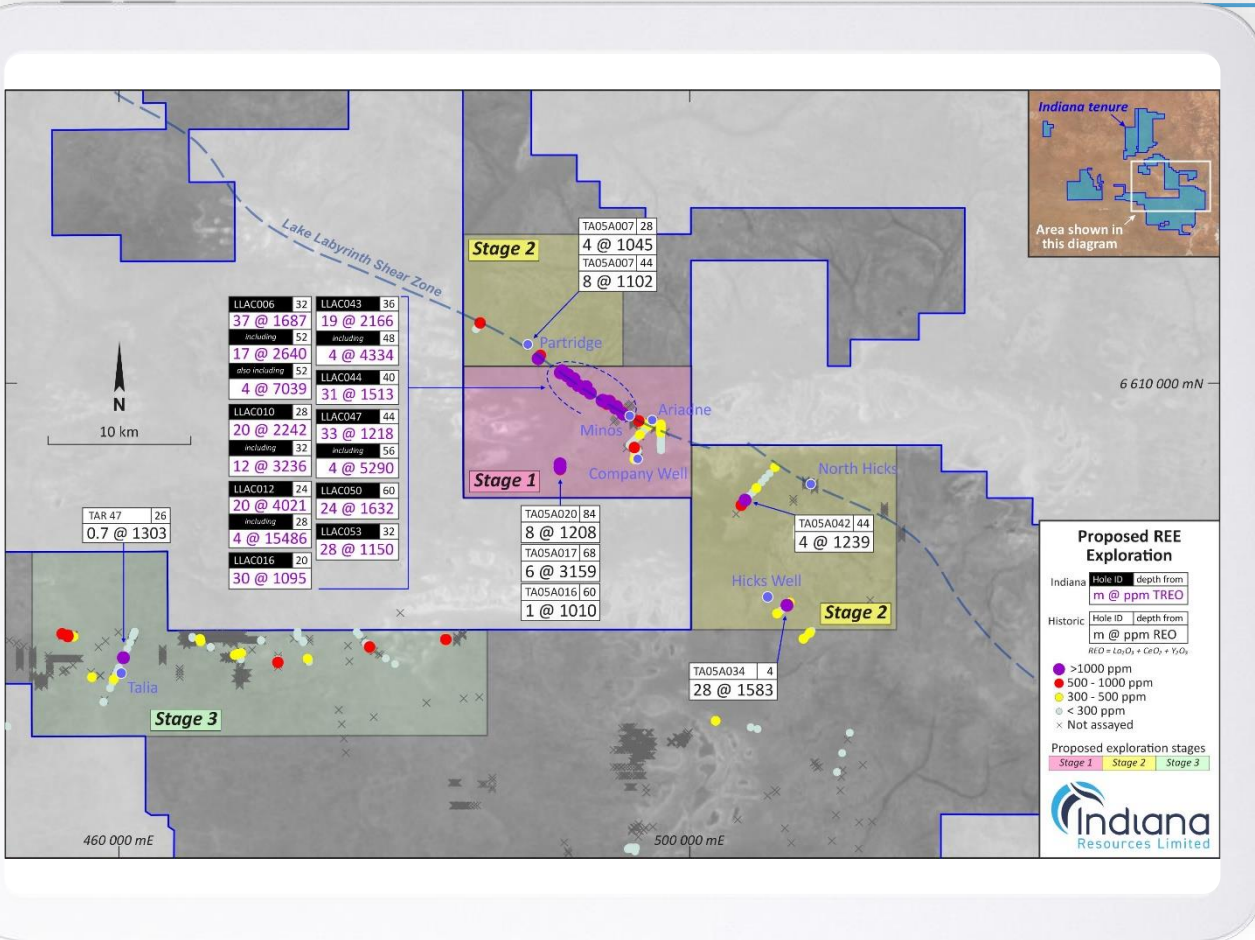 Indiana tenure
Area shown in
this diagram
Lake Labyrinth Shear Zone
Stage 2
TA05A007 28
4 @ 1045
TA05A007 44
8 @ 1102
Partridge
6 610 000 mN
N
10 km
LLAC006 32
37 @ 1687
including 52
17 @ 2640
also including 52
4 @ 7039
LLAC010 28
20 @ 2242
including 32
12 @ 3236
LLAC012 24
20 @ 4021
including 28
4 @ 15486
LLAC016 20
30 @ 1095
LLAC043 36
19 @ 2166
including 48
4 @ 4334
LLAC044 40
31 @ 1513
LLAC047 44
33 @ 1218
including 56
4 @ 5290
LLAC050 60
24 @ 1632
LLAC053 32
28 @ 1150
Ariadne
Minos
Company Well
Stage 1
North Hicks
TAR 47 26
0.7 @ 1303
TA05A020 84
8 @ 1208
TA05A017 68
6 @ 3159
TA05A016 60
1 @ 1010
TA05A042 44
4 @ 1239
Hicks Well
Stage 2
TA05A034 4
28 @ 1583
Talia
Stage 3
460 000 mE
500 000 mE
Proposed REE
Exploration
Indiana Hole ID depth from
m @ ppm TREO
Historic Hole ID depth from
m @ ppm REO
REO = La₂O₃ + CeO₂ + Y₂O₃
>1000 ppm
500 - 1000 ppm
300 - 500 ppm
< 300 ppm
× Not assayed
Proposed exploration stages
Stage 1 Stage 2 Stage 3
Indiana
Resources Limited